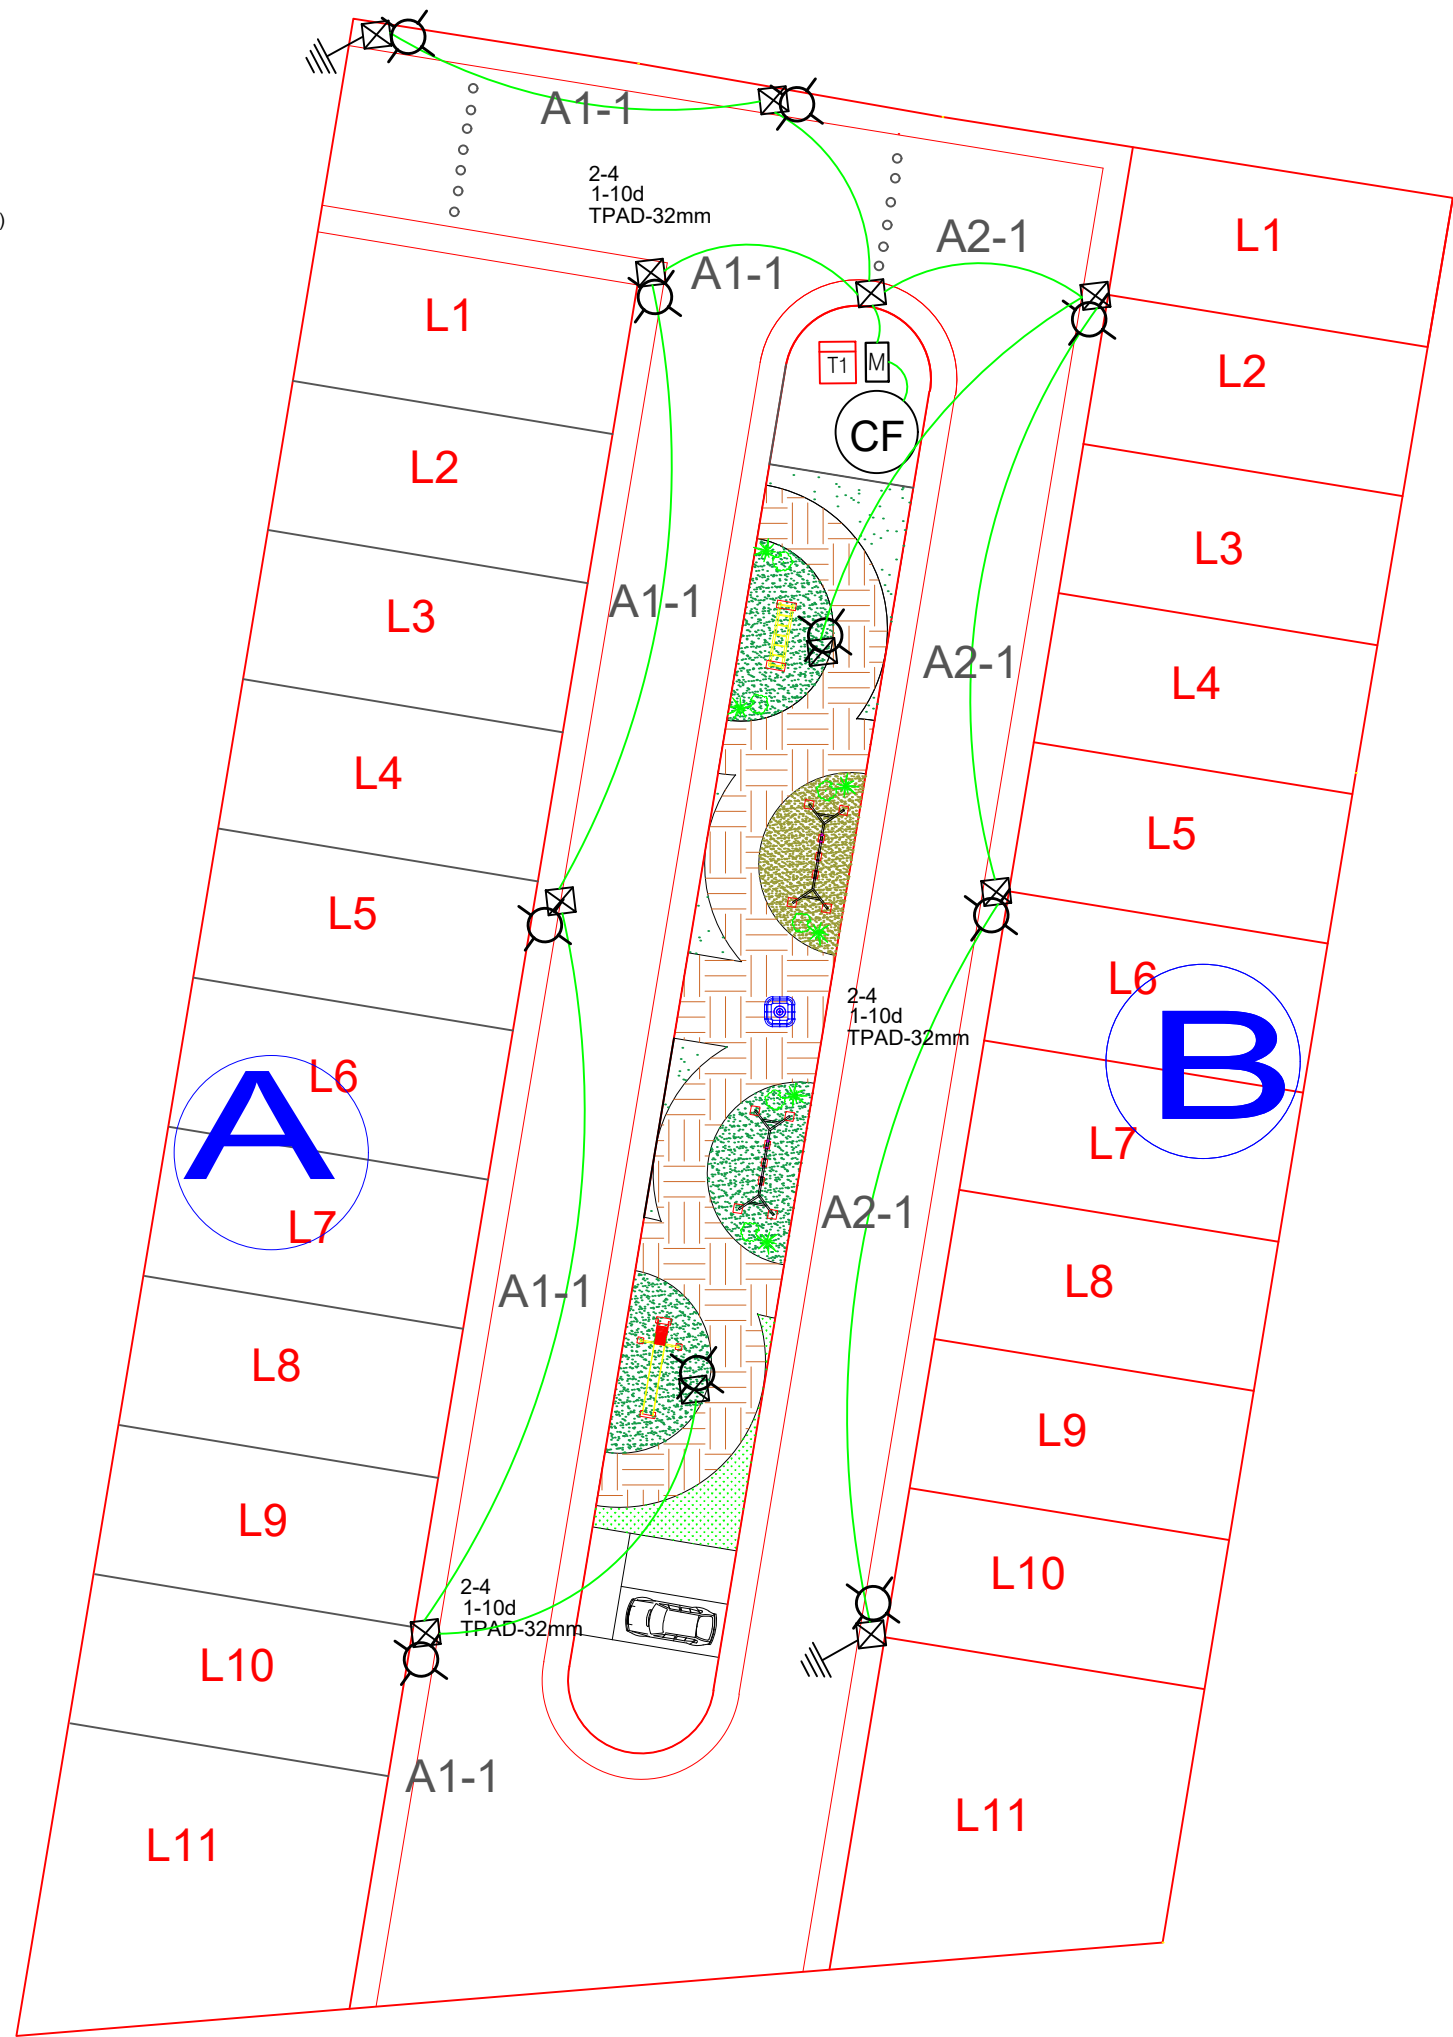 A1-1
2-4
1-10d
TPAD-32mm
)
A1-1
A2-1
L1
L1
T1
M
L2
CF
L2
L3
A1-1
L3
A2-1
L4
L4
L5
L5
L6
2-4
1-10d
TPAD-32mm
B
L6
A
L7
A2-1
L7
L8
A1-1
L8
L9
L9
L10
2-4
1-10d
TPAD-32mm
L10
A1-1
L11
L11